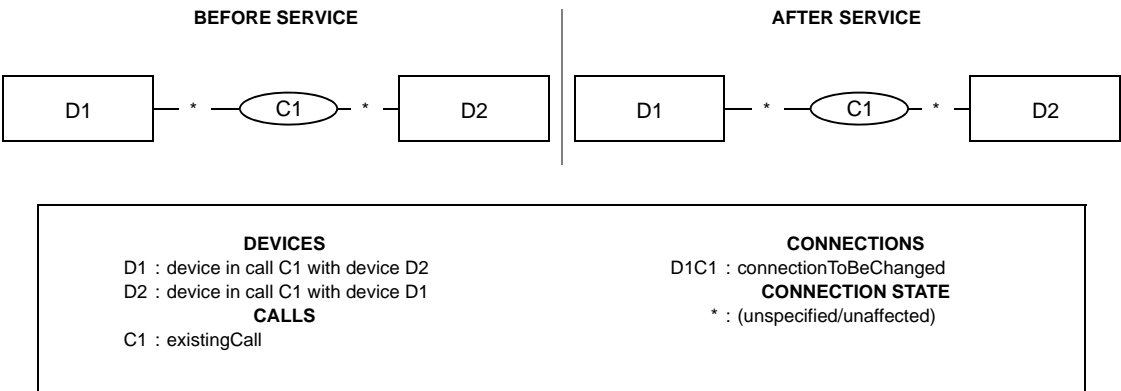 BEFORE SERVICE
AFTER SERVICE
D1 * C1 * D2
D1 * C1 * D2
DEVICES
D1 : device in call C1 with device D2
D2 : device in call C1 with device D1
CALLS
C1 : existingCall
CONNECTIONS
D1C1 : connectionToBeChanged
CONNECTION STATE
* : (unspecified/unaffected)